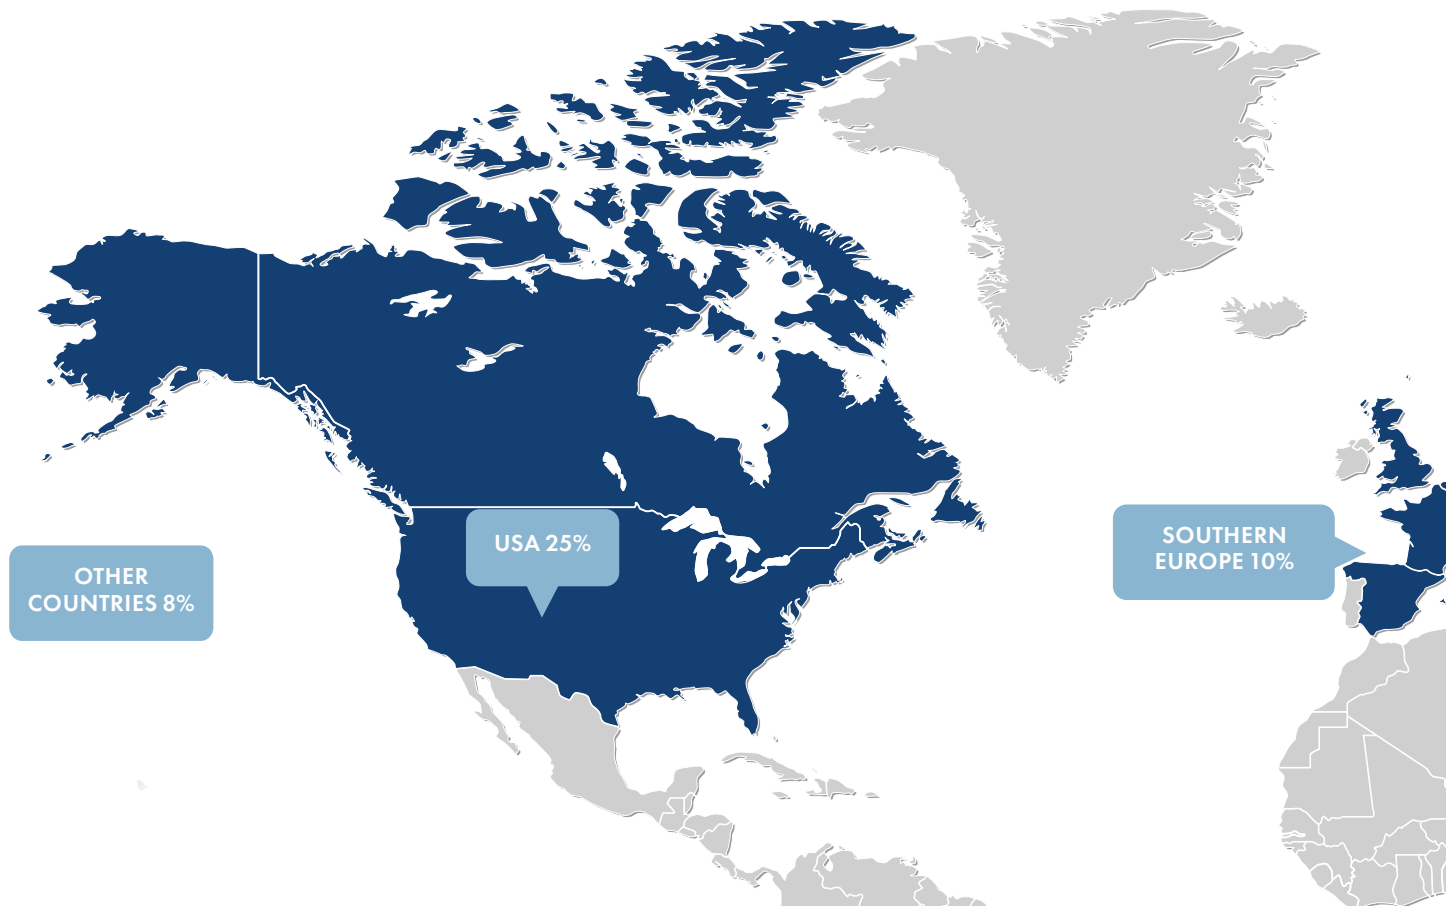 USA 25%
SOUTHERN
EUROPE 10%
OTHER
COUNTRIES 8%